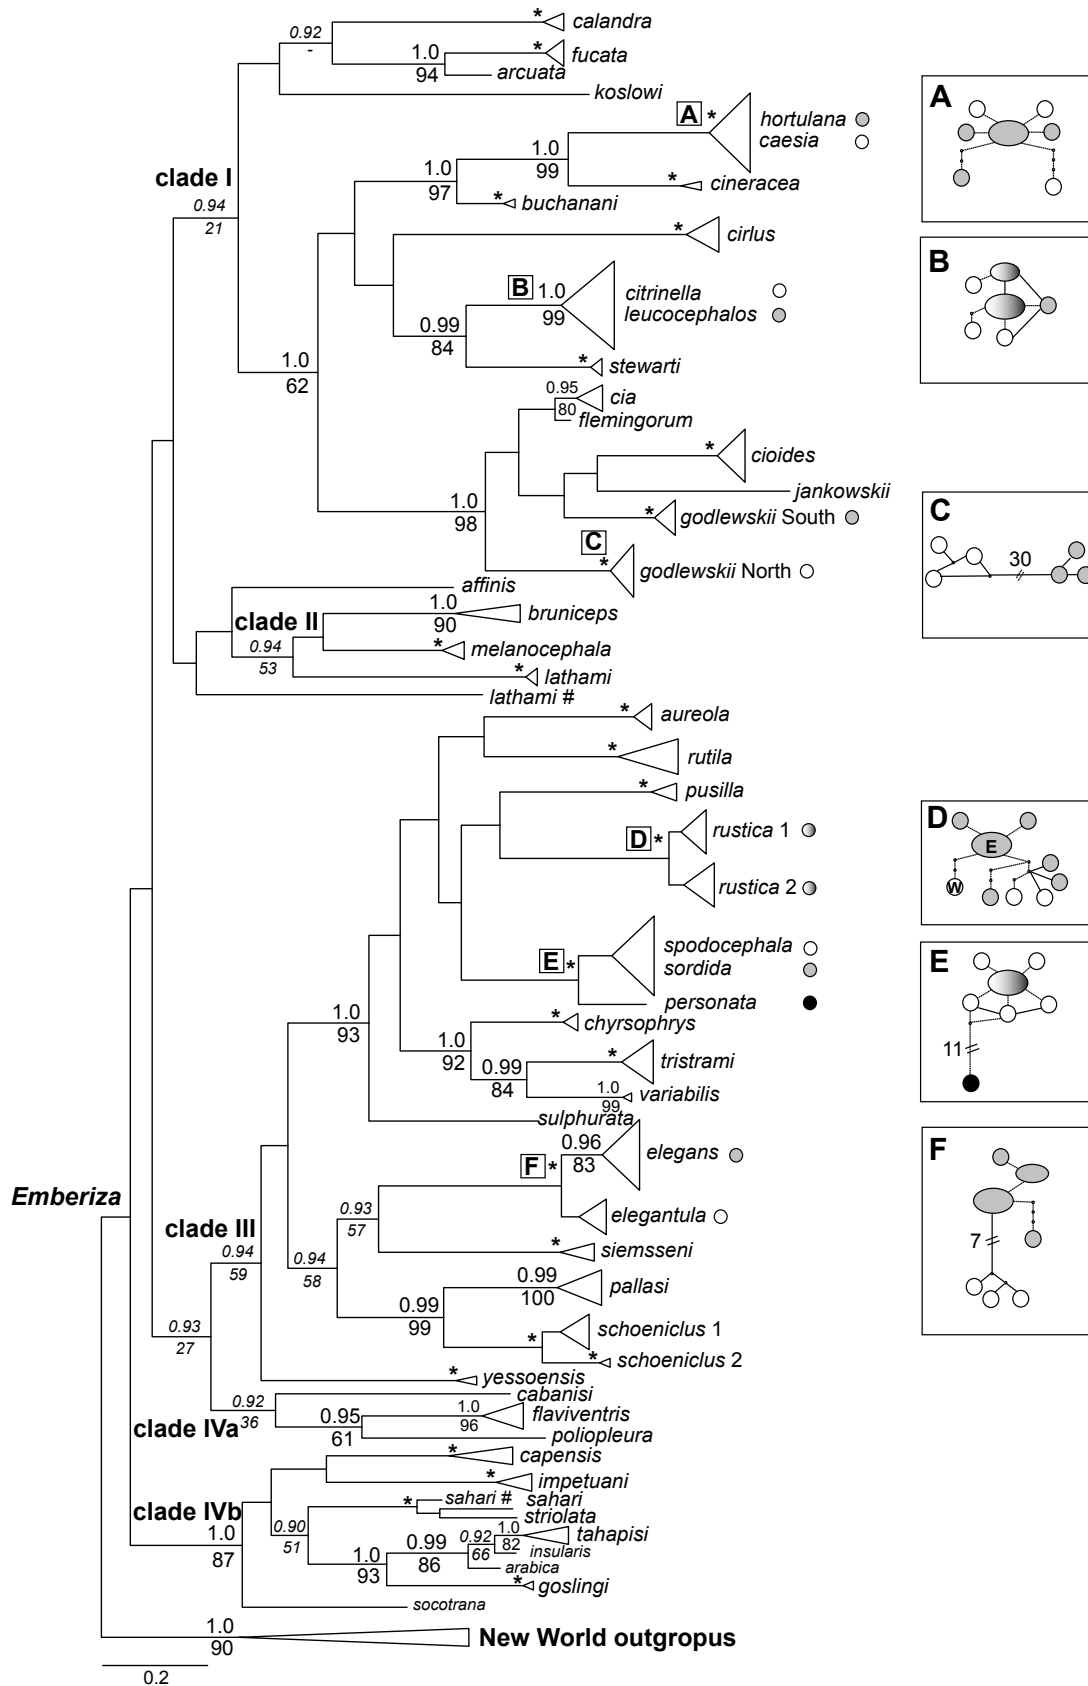 * calandra
0.92
-
1.0
94
* fucata
arcuata
koslowi
A * hortulana
caesia
1.0
99
1.0
97
* cineracea
* buchanani
clade I
0.94
21
* cirlus
B 1.0
99
citrinella
leucocephalos
0.99
84
* stewarti
1.0
62
0.95
80
cia
flemingorum
* cioides
jankowskii
1.0
98
* godlewskii South
C
* godlewskii North
affinis
clade II
1.0
90
bruniceps
0.94
53
* melanocephala
* lathami
lathami #
* aureola
* rutila
* pusilla
D * rustica 1
rustica 2
E * spodocephala
sordida
personata
1.0
93
* chyrsophrys
1.0
92
0.99
84
* tristrami
1.0
99
variabilis
sulphurata
0.96
83
elegans
F *
elegantula
Emberiza
clade III
0.94
59
0.93
57
* siemsseni
0.94
58
0.99
100
pallasi
0.99
99
* schoeniclus 1
* schoeniclus 2
0.93
27
* yessoensis
cabanisi
0.92
36
clade IVa
0.95
61
1.0
96
flaviventris
poliopleura
* capensis
* impetuani
clade IVb
1.0
87
* sahari # sahari
striolata
0.90
51
1.0
82
tahapisi
0.92
66
insularis
0.99
86
arabica
1.0
93
* goslingi
socotrana
1.0
90
New World outgropus
0.2
A
B
C
30
D
E
W
E
11
F
7